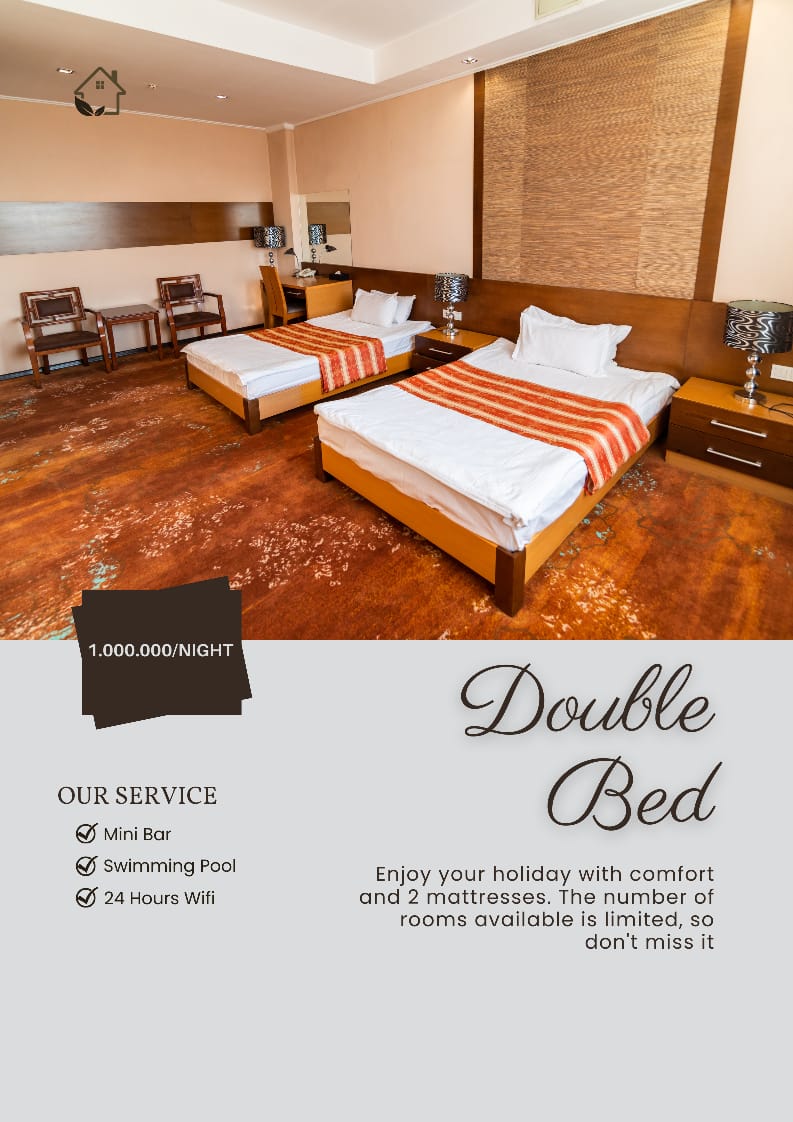 1.000.000/NIGHT
Double
Bed
OUR SERVICE
Mini Bar
Swimming Pool
24 Hours Wifi
Enjoy your holiday with comfort
and 2 mattresses. The number of
rooms available is limited, so
don't miss it